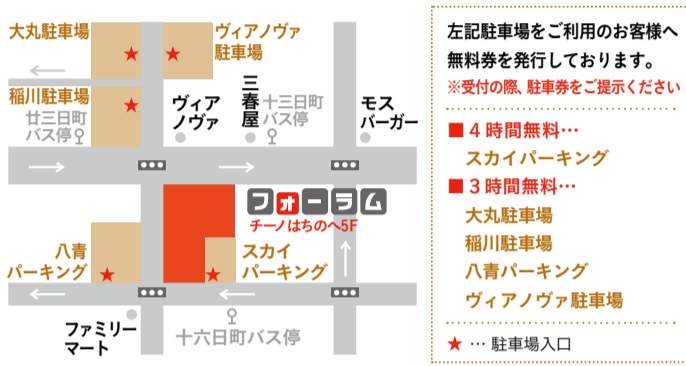 大丸駐車場
ヴィアノヴァ
駐車場
稲川駐車場
廿三日町
バス停
ヴィア
ノヴァ
三春屋
十三日町
バス停
モス
バーガー
フォーラム
チーノはちのへ5F
八青
パーキング
スカイ
パーキング
ファミリー
マート
十六日町バス停
左記駐車場をご利用のお客様へ
無料券を発行しております。
※受付の際、駐車券をご提示ください
■4時間無料…
スカイパーキング
■3時間無料…
大丸駐車場
稲川駐車場
八青パーキング
ヴィアノヴァ駐車場
★ … 駐車場入口